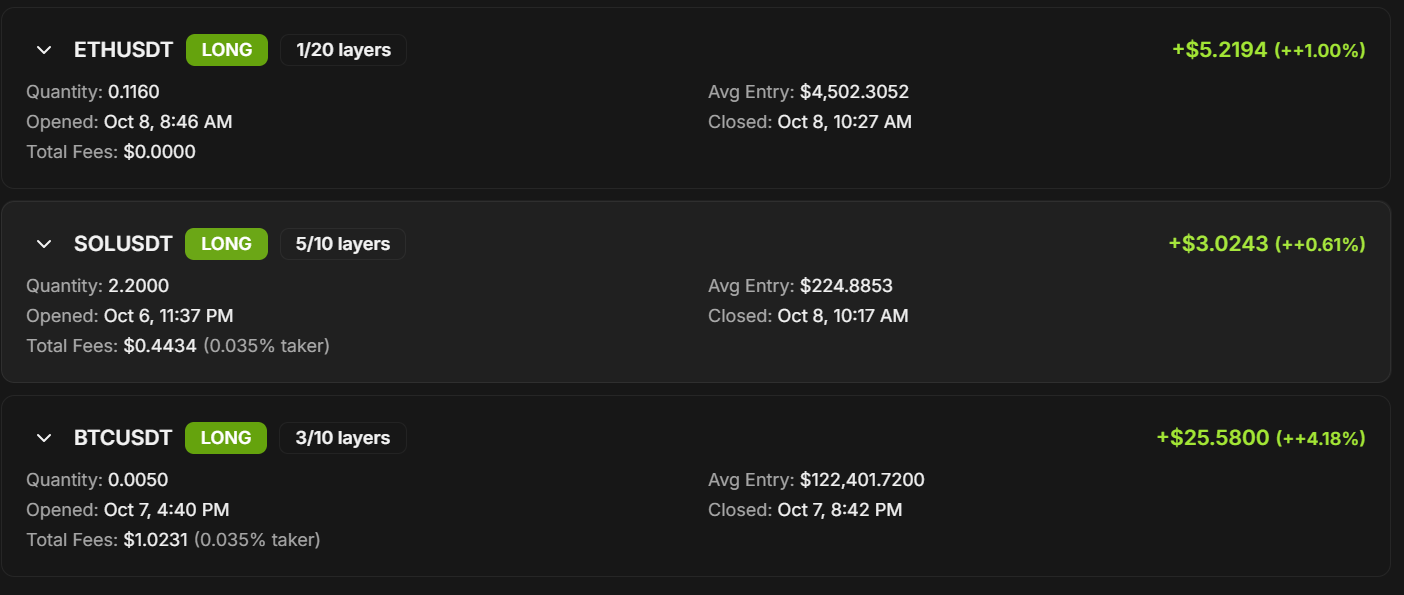 ETHUSDT LONG 1/20 layers +$5.2194 (++1.00%)
Quantity: 0.1160 Avg Entry: $4,502.3052
Opened: Oct 8, 8:46 AM Closed: Oct 8, 10:27 AM
Total Fees: $0.0000
SOLUSDT LONG 5/10 layers +$3.0243 (++0.61%)
Quantity: 2.2000 Avg Entry: $224.8853
Opened: Oct 6, 11:37 PM Closed: Oct 8, 10:17 AM
Total Fees: $0.4434 (0.035% taker)
BTCUSDT LONG 3/10 layers +$25.5800 (++4.18%)
Quantity: 0.0050 Avg Entry: $122,401.7200
Opened: Oct 7, 4:40 PM Closed: Oct 7, 8:42 PM
Total Fees: $1.0231 (0.035% taker)